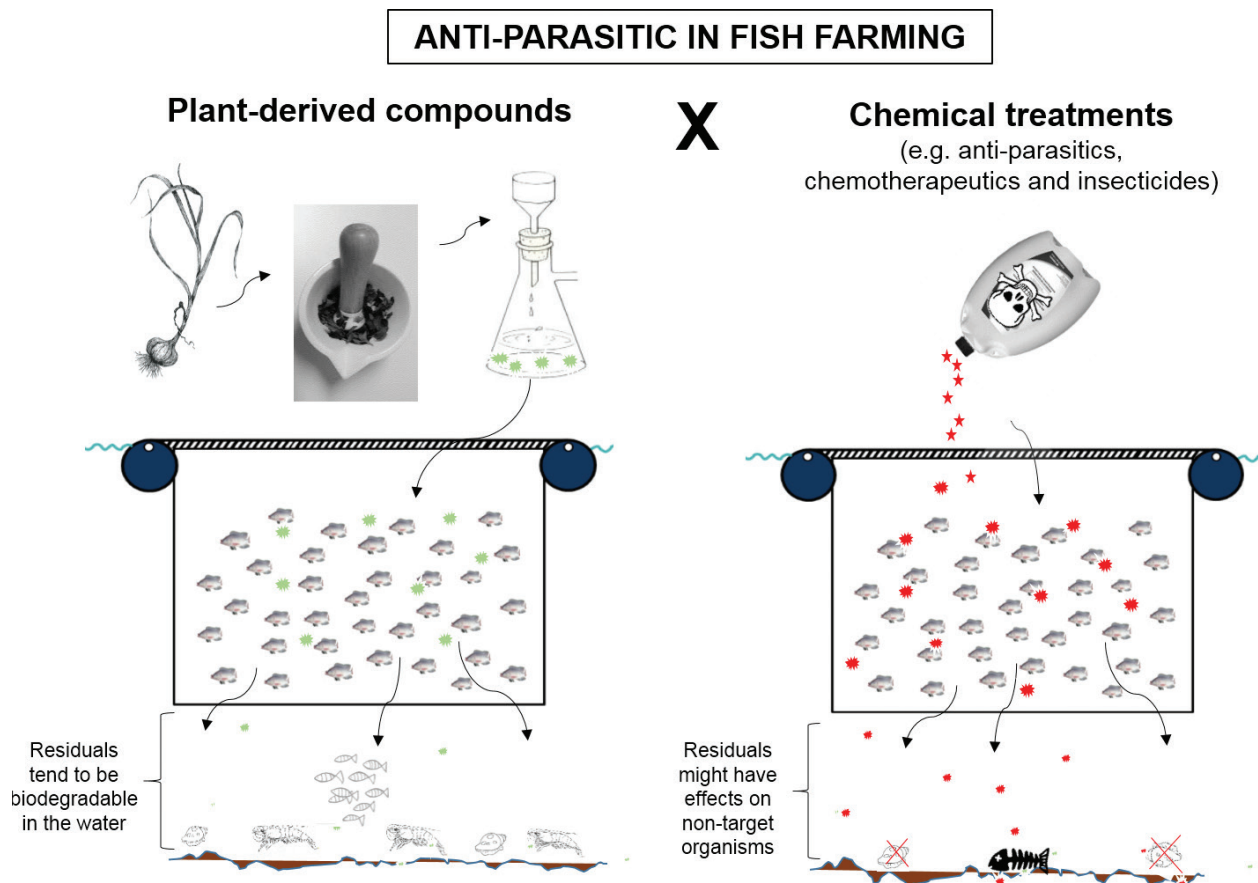 ANTI-PARASITIC IN FISH FARMING
Plant-derived compounds
X
Chemical treatments
(e.g. anti-parasitics,
chemotherapeutics and insecticides)
Residuals
tend to be
biodegradable
in the water
Residuals
might have
effects on
non-target
organisms